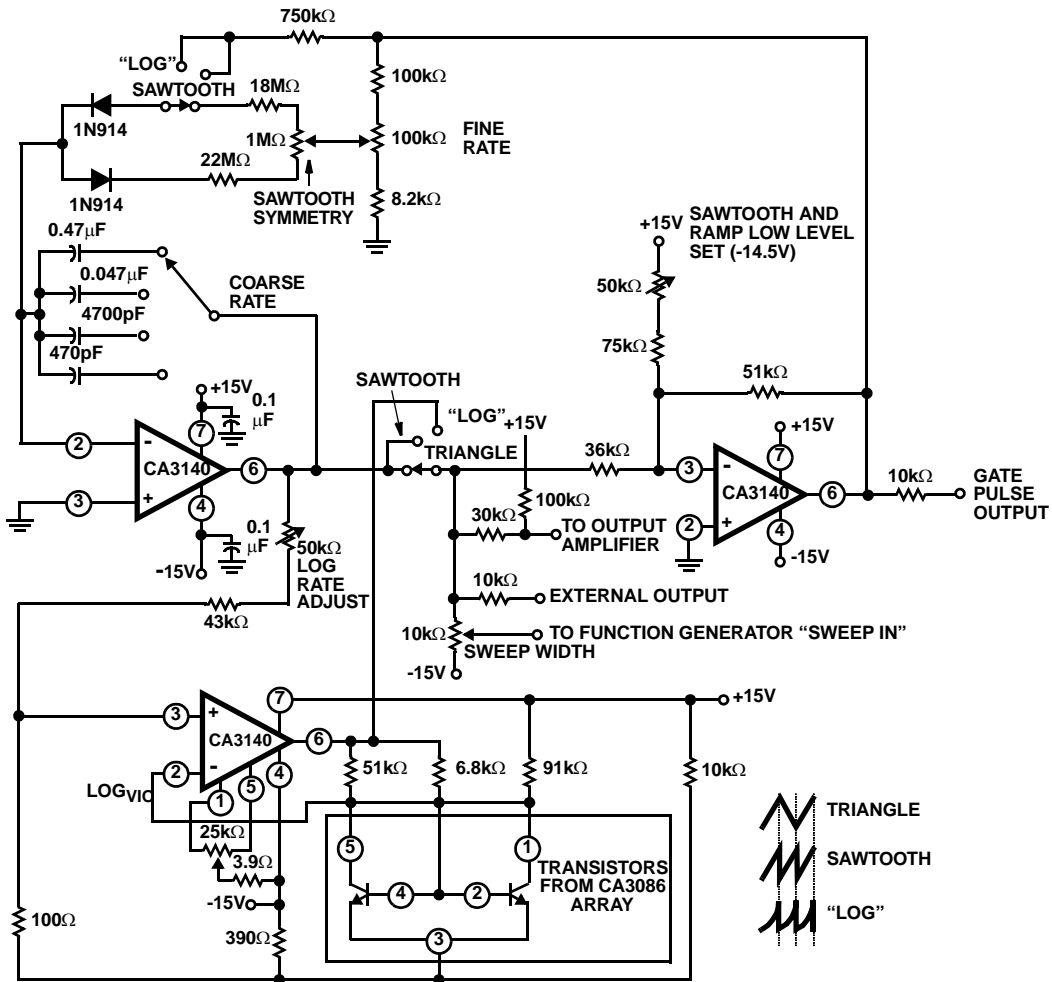 750kΩ
“LOG”
SAWTOOTH
18MΩ
100kΩ
1N914
1MΩ
100kΩ
FINE
RATE
22MΩ
1N914
SAWTOOTH
SYMMETRY
8.2kΩ
0.47μF
0.047μF
4700pF
470pF
COARSE
RATE
+15V
SAWTOOTH AND
RAMP LOW LEVEL
SET (-14.5V)
50kΩ
75kΩ
51kΩ
+15V
0.1
μF
7
2
-
CA3140
6
3
+
4
0.1
μF
-15V
SAWTOOTH
“LOG”
+15V
TRIANGLE
36kΩ
3
-
+15V
7
CA3140
6
10kΩ
GATE
PULSE
OUTPUT
2
+
4
-15V
100kΩ
30kΩ
TO OUTPUT
AMPLIFIER
50kΩ
LOG
RATE
ADJUST
43kΩ
10kΩ
EXTERNAL OUTPUT
10kΩ
TO FUNCTION GENERATOR “SWEEP IN”
SWEEP WIDTH
-15V
7
+15V
3
+
CA3140
6
2
-
4
5
1
LOGVIO
51kΩ
6.8kΩ
91kΩ
10kΩ
25kΩ
3.9Ω
-15V
390Ω
100Ω
5
1
TRANSISTORS
FROM CA3086
ARRAY
4
2
3
TRIANGLE
SAWTOOTH
“LOG”